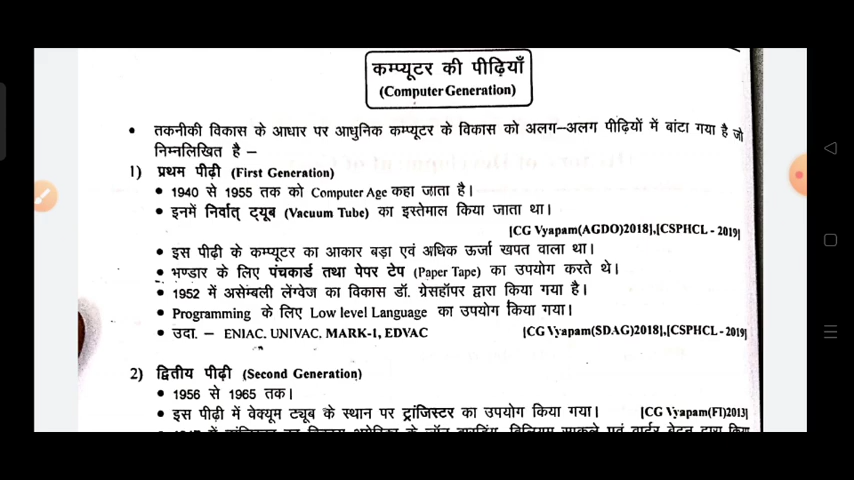 कम्प्यूटर की पीढ़ियाँ
(Computer Generation)
• तकनीकी विकास के आधार पर आधुनिक कम्प्यूटर के विकास को अलग–अलग पीढ़ियों में बांटा गया है जो
निम्नलिखित है –
1) प्रथम पीढ़ी (First Generation)
• 1940 से 1955 तक को Computer Age कहा जाता है।
• इनमें निर्वात् ट्यूब (Vacuum Tube) का इस्तेमाल किया जाता था।
[CG Vyapam(AGDO)2018],[CSPHCL - 2019]
• इस पीढ़ी के कम्प्यूटर का आकार बड़ा एवं अधिक ऊर्जा खपत वाला था।
• भण्डार के लिए पंचकार्ड तथा पेपर टेप (Paper Tape) का उपयोग करते थे।
• 1952 में असेम्बली लेंग्वेज का विकास डॉ. ग्रेसहॉपर द्वारा किया गया है।
• Programming के लिए Low level Language का उपयोग किया गया।
• उदा. – ENIAC, UNIVAC, MARK-1, EDVAC [CG Vyapam(SDAG)2018],[CSPHCL - 2019]
2) द्वितीय पीढ़ी (Second Generation)
• 1956 से 1965 तक।
• इस पीढ़ी में वेक्यूम ट्यूब के स्थान पर ट्रांजिस्टर का उपयोग किया गया। [CG Vyapam(FI)2013]